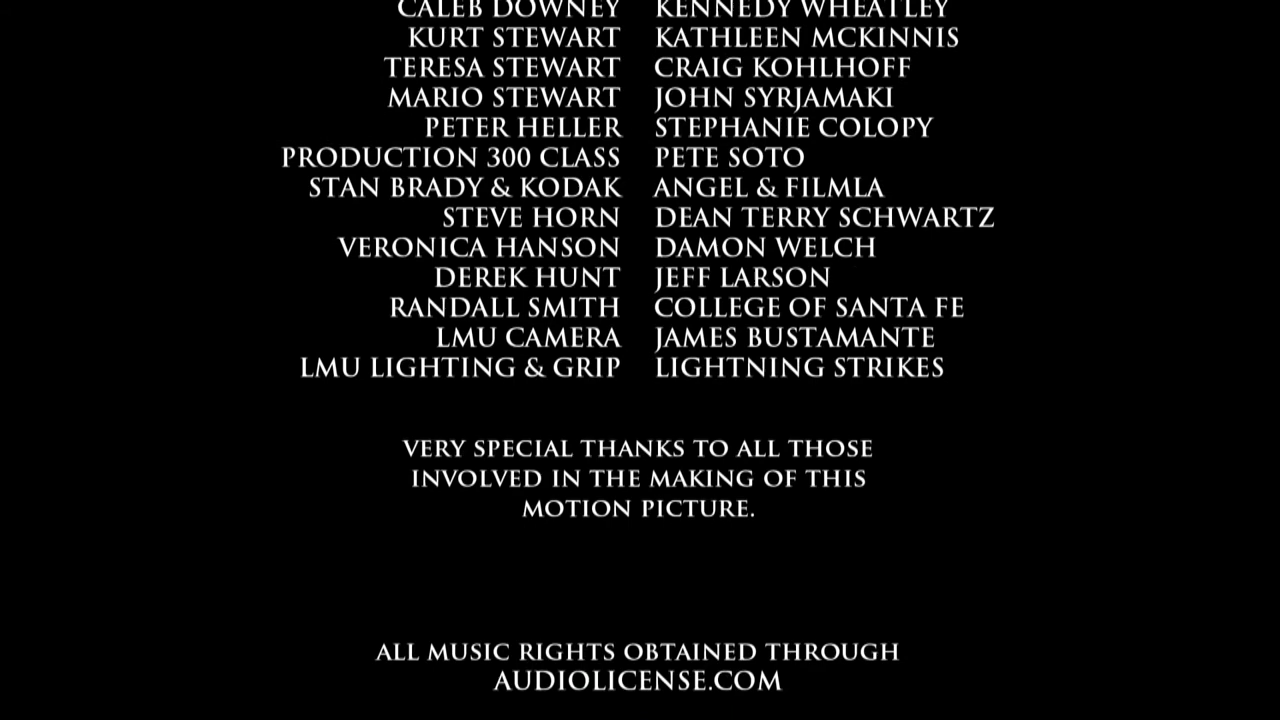 CALEB DOWNEY KENNEDY WHEATLEY
KURT STEWART KATHLEEN MCKINNIS
TERESA STEWART CRAIG KOHLHOFF
MARIO STEWART JOHN SYRJAMAKI
PETER HELLER STEPHANIE COLOPY
PRODUCTION 300 CLASS PETE SOTO
STAN BRADY & KODAK ANGEL & FILMLA
STEVE HORN DEAN TERRY SCHWARTZ
VERONICA HANSON DAMON WELCH
DEREK HUNT JEFF LARSON
RANDALL SMITH COLLEGE OF SANTA FE
LMU CAMERA JAMES BUSTAMANTE
LMU LIGHTING & GRIP LIGHTNING STRIKES
VERY SPECIAL THANKS TO ALL THOSE
INVOLVED IN THE MAKING OF THIS
MOTION PICTURE.
ALL MUSIC RIGHTS OBTAINED THROUGH
AUDIOLICENSE.COM